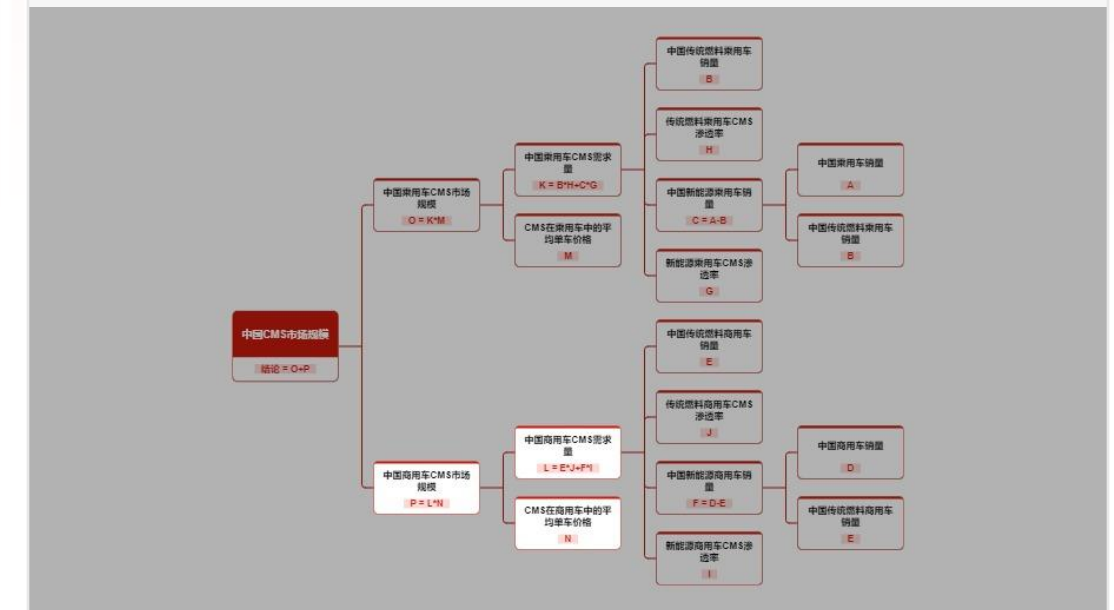 中国传统燃料乘用车
销量
B
传统燃料乘用车CMS
渗透率
H
中国乘用车CMS需求
量
K = B*H+C*G
中国乘用车销量
A
中国乘用车CMS市场
规模
O = K*M
中国新能源乘用车销
量
C = A-B
CMS在乘用车中的平
均单车价格
M
中国传统燃料乘用车
销量
B
新能源乘用车CMS渗
透率
G
中国CMS市场规模
结论 = O+P
中国传统燃料商用车
销量
E
传统燃料商用车CMS
渗透率
J
中国商用车CMS需求
量
L = E*J+F*I
中国商用车销量
D
中国商用车CMS市场
规模
P = L*N
中国新能源商用车销
量
F = D-E
CMS在商用车中的平
均单车价格
N
中国传统燃料商用车
销量
E
新能源商用车CMS渗
透率
I